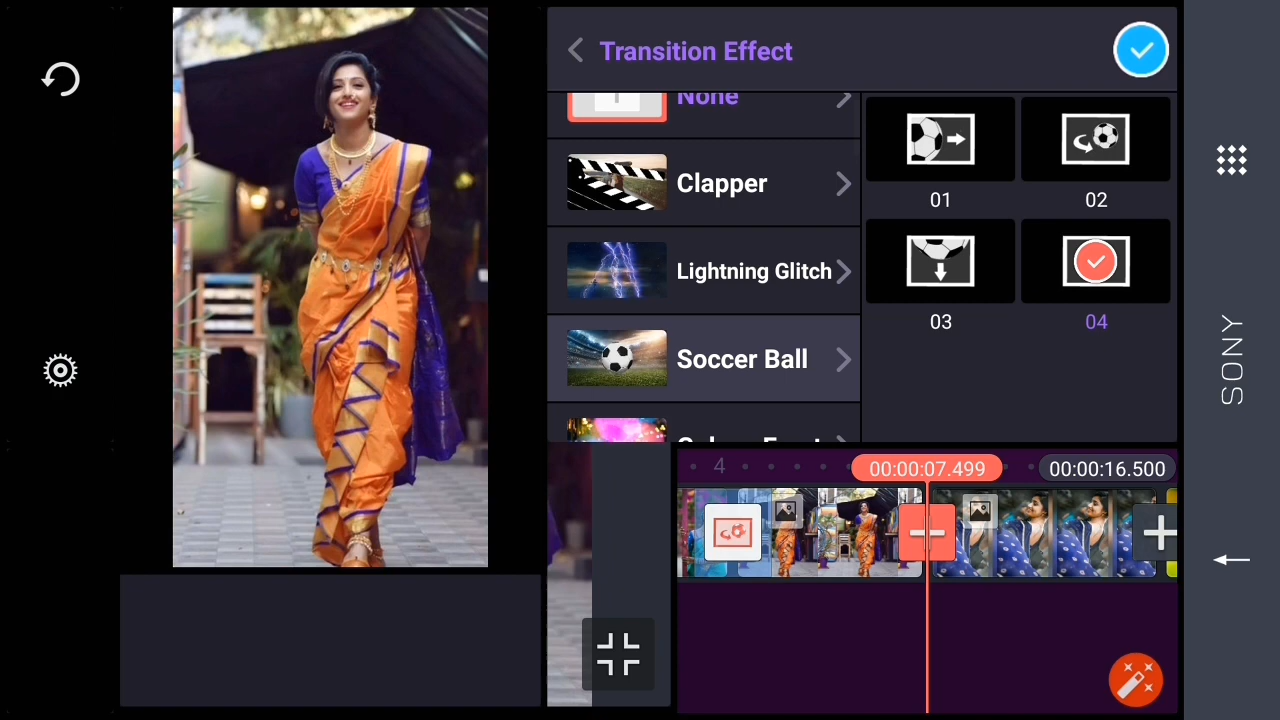 Transition Effect
None
Clapper
Lightning Glitch
Soccer Ball
01
02
03
04
4
00:00:07.499
00:00:16.500
SONY